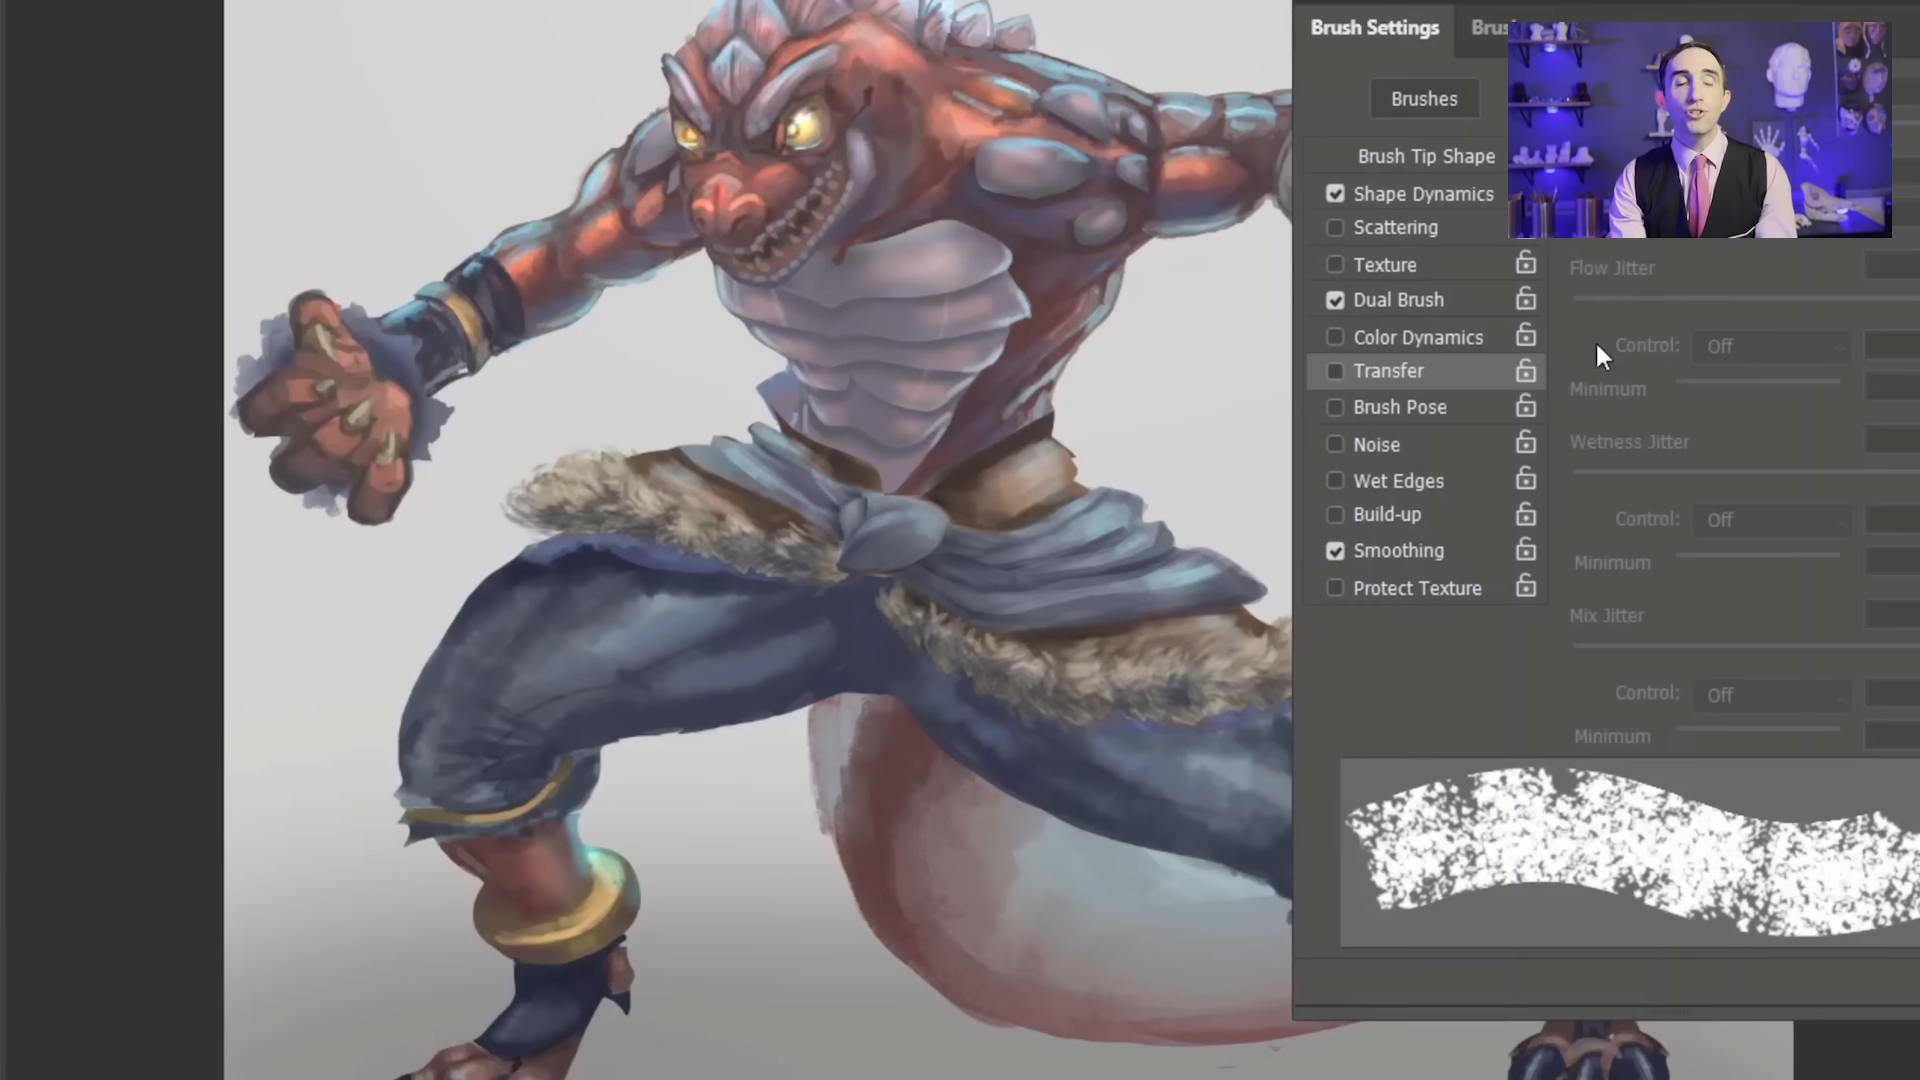 Brush Settings
Brushes
Brush Tip Shape
Shape Dynamics
Scattering
Texture
Dual Brush
Color Dynamics
Transfer
Brush Pose
Noise
Wet Edges
Build-up
Smoothing
Protect Texture
Flow Jitter
Control: Off
Minimum
Wetness Jitter
Control: Off
Minimum
Mix Jitter
Control: Off
Minimum